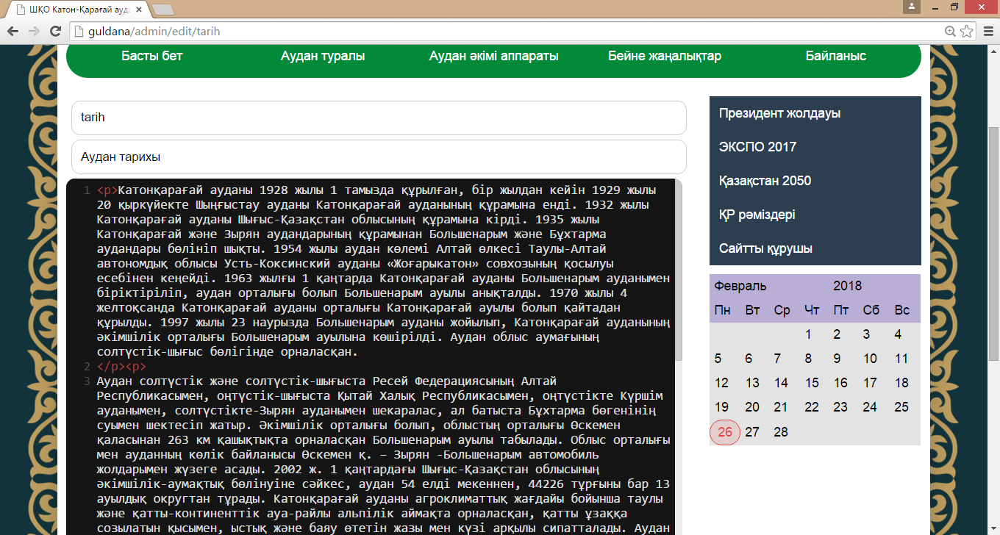 ШҚО Катон-Қарағай ауда
guldana/admin/edit/tarih
Басты бет Аудан туралы Аудан әкімі аппараты Бейне жаңалықтар Байланыс
tarih
Аудан тарихы
1 <p>Катонқарағай ауданы 1928 жылы 1 тамызда құрылған, бір жылдан кейін 1929 жылы
20 қыркүйекте Шыңғыстау ауданы Катонқарағай ауданының құрамына енді. 1932 жылы
Катонқарағай ауданы Шығыс-Қазақстан облысының құрамына кірді. 1935 жылы
Катонқарағай және Зырян аудандарының құрамынан Большенарым және Бұхтарма
аудандары бөлініп шықты. 1954 жылы аудан көлемі Алтай өлкесі Таулы-Алтай
автономдық облысы Усть-Коксинский ауданы «Жоғарыкатон» совхозының қосылуы
есебінен кеңейді. 1963 жылғы 1 қаңтарда Катонқарағай ауданы Большенарым ауданымен
біріктіріліп, аудан орталығы болып Большенарым ауылы анықталды. 1970 жылы 4
желтоқсанда Катонқарағай ауданы орталығы Катонқарағай ауылы болып қайтадан
құрылды. 1997 жылы 23 наурызда Большенарым ауданы жойылып, Катонқарағай ауданының
әкімшілік орталығы Большенарым ауылына көшірілді. Аудан облыс аумағының
солтүстік-шығыс бөлігінде орналасқан.
2 </p><p>
3 Аудан солтүстік және солтүстік-шығыста Ресей Федерациясының Алтай
Республикасымен, оңтүстік-шығыста Қытай Халық Республикасымен, оңтүстікте Күршім
ауданымен, солтүстікте-Зырян ауданымен шекаралас, ал батыста Бұхтарма бөгенінің
суымен шектесіп жатыр. Әкімшілік орталығы болып, облыстың орталығы Өскемен
қаласынан 263 км қашықтықта орналасқан Большенарым ауылы табылады. Облыс орталығы
мен ауданның көлік байланысы Өскемен қ. – Зырян -Большенарым автомобиль
жолдарымен жүзеге асады. 2002 ж. 1 қаңтардағы Шығыс-Қазақстан облысының
әкімшілік-аумақтық бөлінуіне сәйкес, аудан 54 елді мекеннен, 44226 тұрғыны бар 13
ауылдық округтан тұрады. Катонқарағай ауданы агроклиматтық жағдайы бойынша таулы
және қатты-континенттік ауа-райлы альпілік аймақта орналасқан, қатты ұзаққа
созылатын қысымен, ыстық және баяу өтетін жазы мен күзі арқылы сипатталады. Аудан
Президент жолдауы
ЭКСПО 2017
Қазақстан 2050
ҚР рәміздері
Сайтты құрушы
Февраль 2018
Пн Вт Ср Чт Пт Сб Вс
1 2 3 4
5 6 7 8 9 10 11
12 13 14 15 16 17 18
19 20 21 22 23 24 25
26 27 28